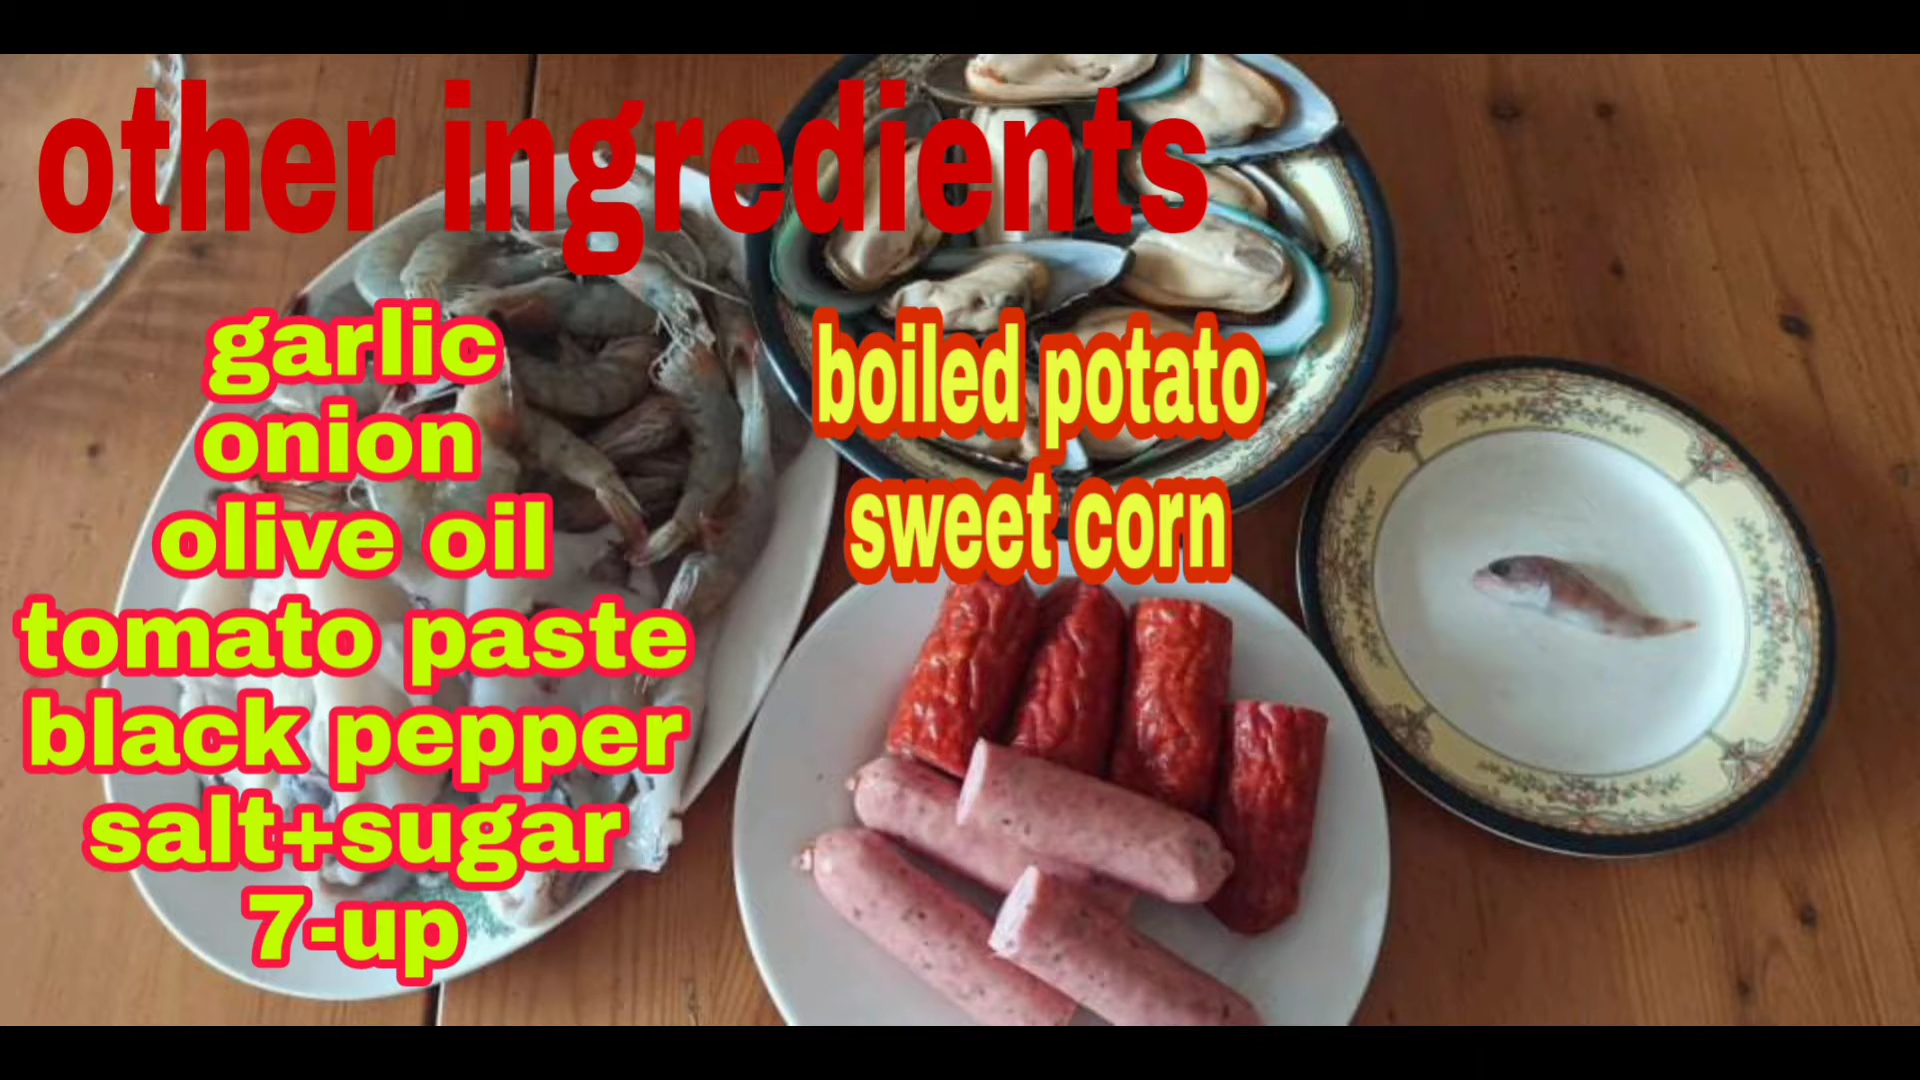 other ingredients
garlic
onion
olive oil
tomato paste
black pepper
salt+sugar
7-up
boiled potato
sweet corn